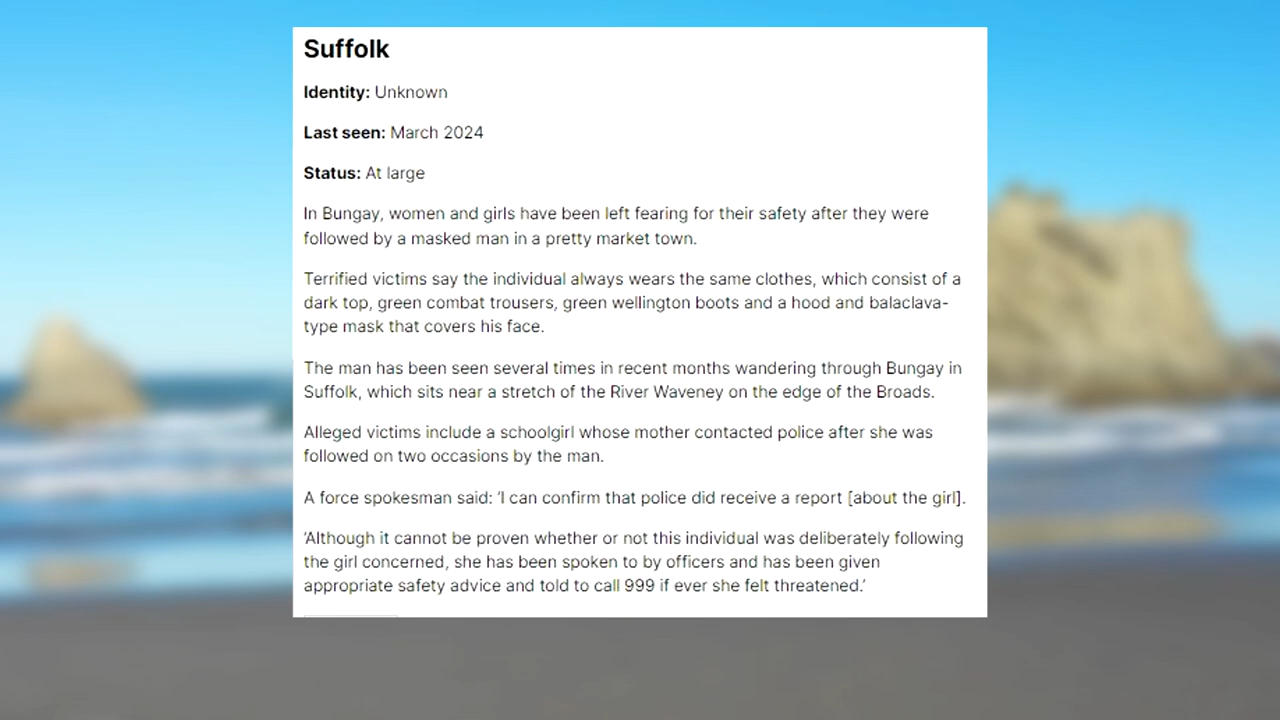 Suffolk
Identity: Unknown
Last seen: March 2024
Status: At large
In Bungay, women and girls have been left fearing for their safety after they were
followed by a masked man in a pretty market town.
Terrified victims say the individual always wears the same clothes, which consist of a
dark top, green combat trousers, green wellington boots and a hood and balaclava-
type mask that covers his face.
The man has been seen several times in recent months wandering through Bungay in
Suffolk, which sits near a stretch of the River Waveney on the edge of the Broads.
Alleged victims include a schoolgirl whose mother contacted police after she was
followed on two occasions by the man.
A force spokesman said: ‘I can confirm that police did receive a report [about the girl].
‘Although it cannot be proven whether or not this individual was deliberately following
the girl concerned, she has been spoken to by officers and has been given
appropriate safety advice and told to call 999 if ever she felt threatened.’